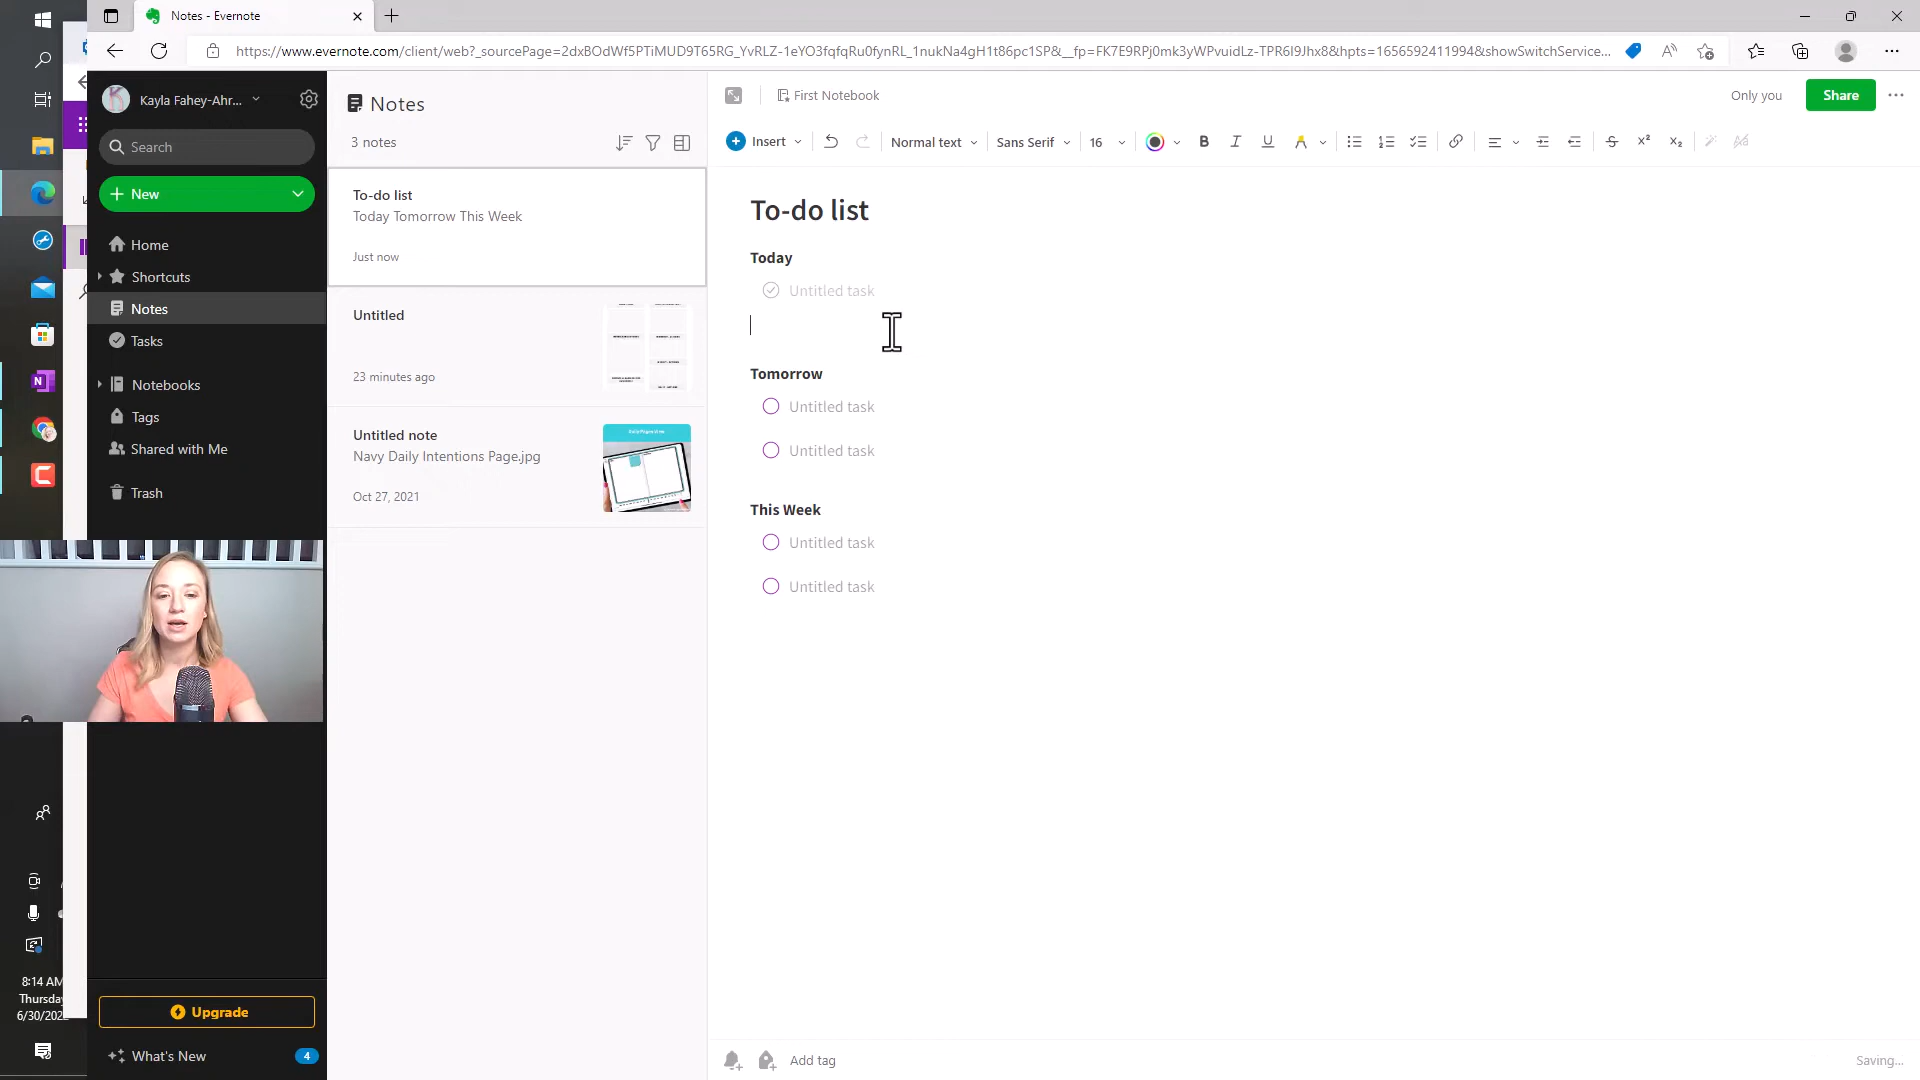 Notes - Evernote
https://www.evernote.com/client/web?_sourcePage=2dxBOdWf5PTiMUD9T65RG_YvRLZ-1eYO3fqfqRu0fynRL_1nukNa4gH1t86pc1SP&__fp=FK7E9RPj0mk3yWPvuidLz-TPR6I9Jhx8&hpts=1656592411994&showSwitchService...
Kayla Fahey-Ahr...
Search
New
Home
Shortcuts
Notes
Tasks
Notebooks
Tags
Shared with Me
Trash
Upgrade
What's New
4
8:14 AM
Thursday
Notes
3 notes
To-do list
Today Tomorrow This Week
Just now
Untitled
23 minutes ago
Untitled note
Navy Daily Intentions Page.jpg
Oct 27, 2021
First Notebook
Only you
Share
Insert
Normal text
Sans Serif
16
To-do list
Today
Untitled task
Tomorrow
Untitled task
Untitled task
This Week
Untitled task
Untitled task
Add tag
Saving...